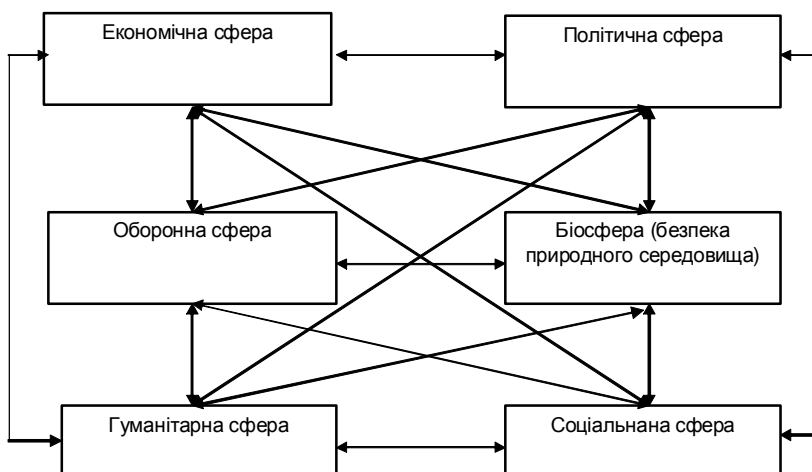 Економічна сфера
Політична сфера
Оборонна сфера
Біосфера (безпека
природного середовища)
Гуманітарна сфера
Соціальнана сфера